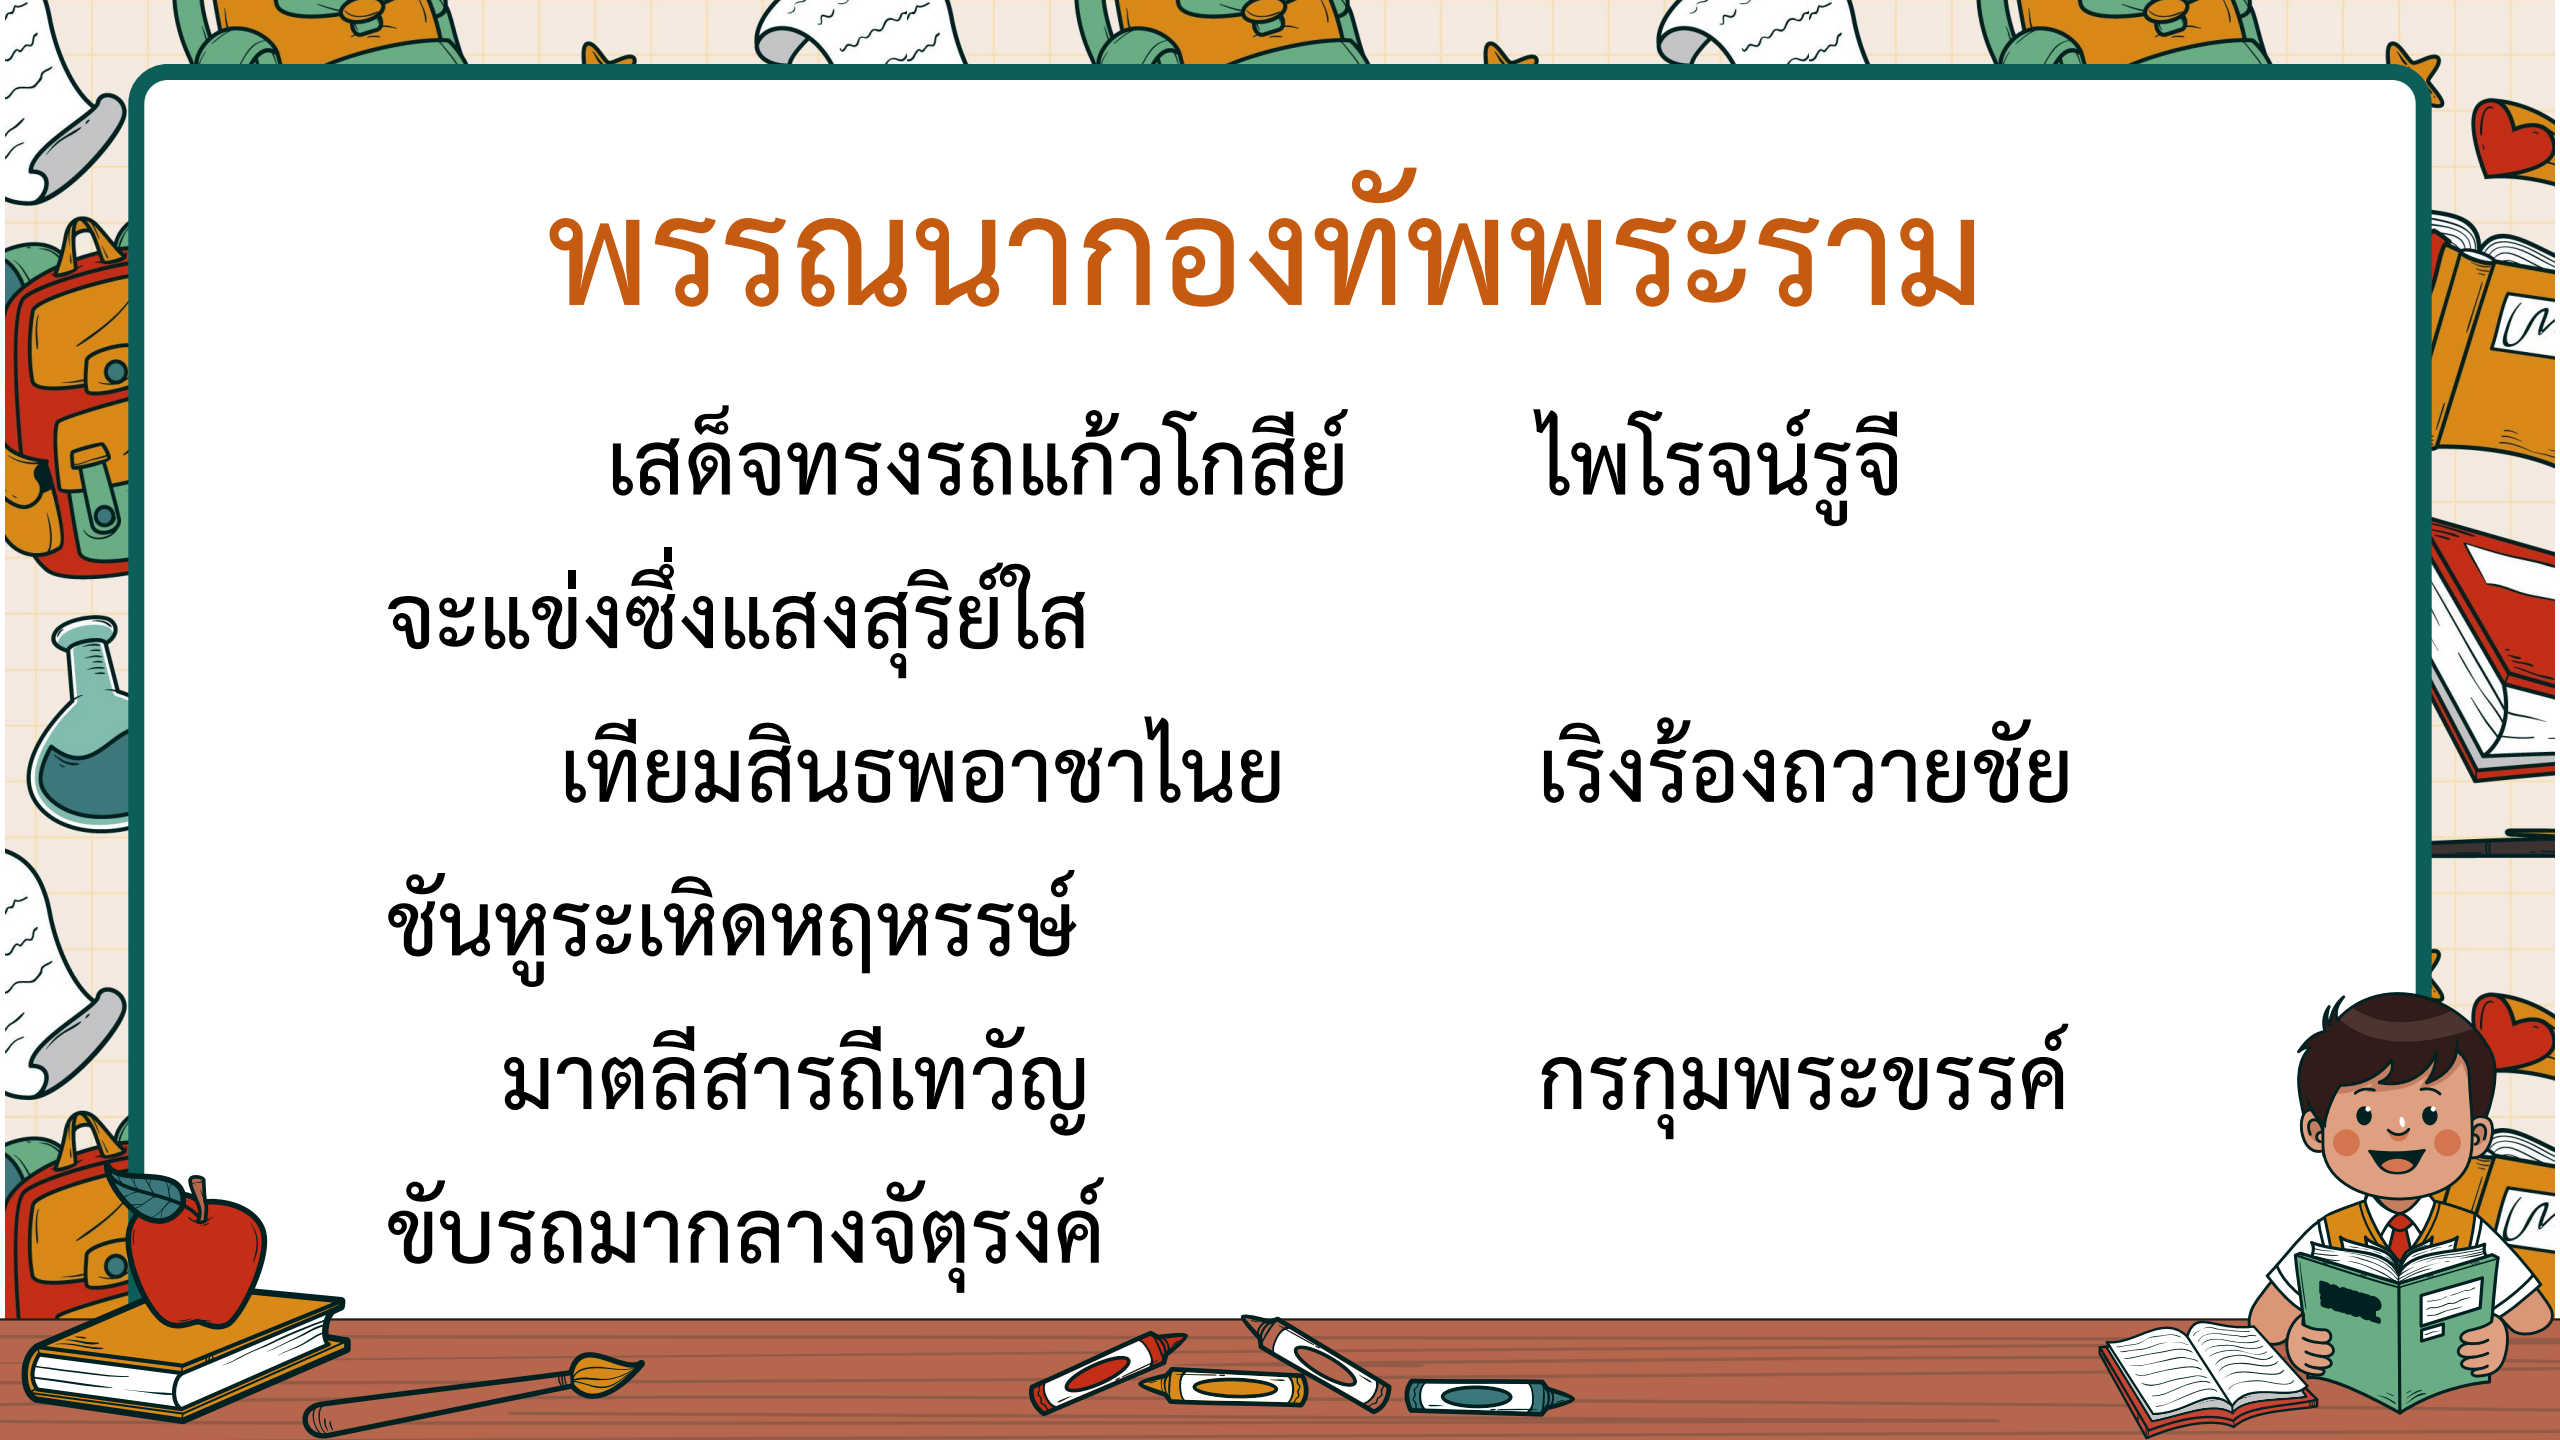 พรรณนากองทัพพระราม
เสด็จทรงรถแก้วโกสีย์ ไพโรจน์รูจี
จะแข่งซึ่งแสงสุริย์ใส
เทียมสินธพอาชาไนย เริงร้องถวายชัย
ชันหูระเหิดหฤหรรษ์
มาตลีสารถีเทวัญ กรกุมพระขรรค์
ขับรถมากลางจัตุรงค์